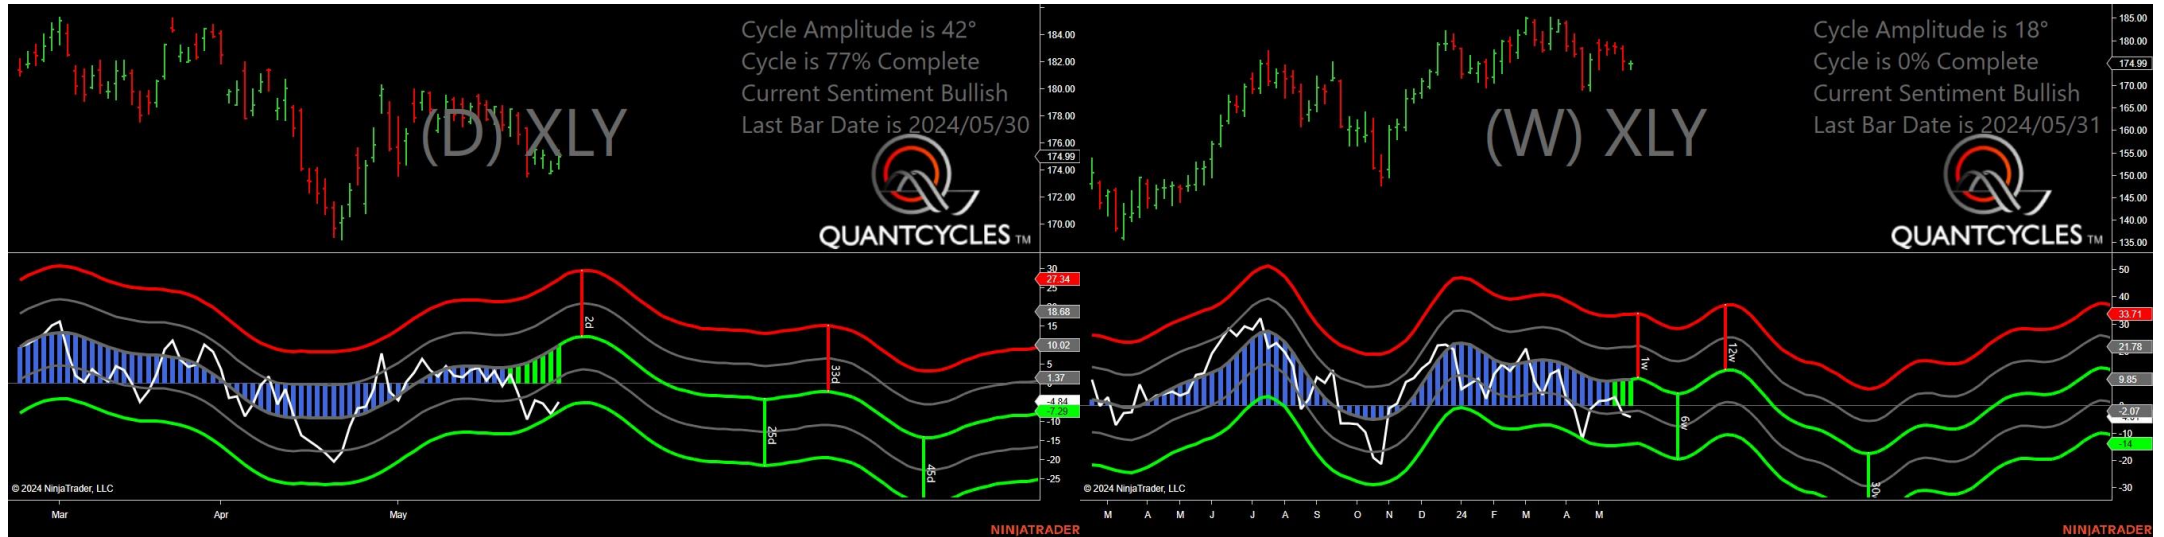 Cycle Amplitude is 42°
Cycle is 77% Complete
Current Sentiment Bullish
Last Bar Date is 2024/05/30
(D) XLY
QUANTCYCLES TM
184.00
182.00
180.00
178.00
176.00
174.99
174.00
172.00
170.00
30
27.34
25
18.68
15
10.02
5
1.37
-4.84
-7.29
-10
-15
-20
-25
2d
25d
33d
45d
© 2024 NinjaTrader, LLC
Mar Apr May
NINJATRADER
Cycle Amplitude is 18°
Cycle is 0% Complete
Current Sentiment Bullish
Last Bar Date is 2024/05/31
(W) XLY
QUANTCYCLES TM
185.00
180.00
174.99
170.00
165.00
160.00
155.00
150.00
145.00
140.00
135.00
50
40
33.71
30
21.78
9.85
-2.07
-10
-14
-20
-30
1w
6w
12w
© 2024 NinjaTrader, LLC
M A M J J A S O N D 24 F M A M
NINJATRADER